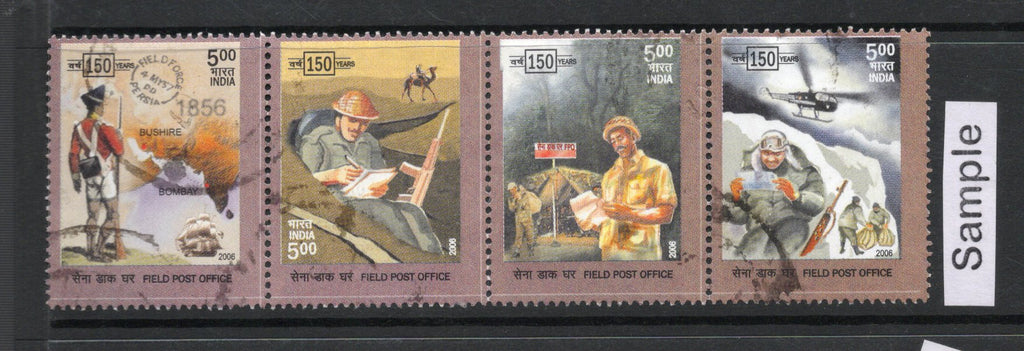 वर्ष 150 YEARS
5.00
भारत
INDIA
FIELD FORCE
PERSIA
1856
BUSHIRE
BOMBAY
2006
सेना डाक घर FIELD POST OFFICE
वर्ष 150 YEARS
भारत
INDIA
5.00
2006
सेना डाक घर FIELD POST OFFICE
वर्ष 150 YEARS
5.00
भारत
INDIA
सेना डाक घर FPO
2006
सेना डाक घर FIELD POST OFFICE
वर्ष 150 YEARS
5.00
भारत
INDIA
2006
सेना डाक घर FIELD POST OFFICE
Sample